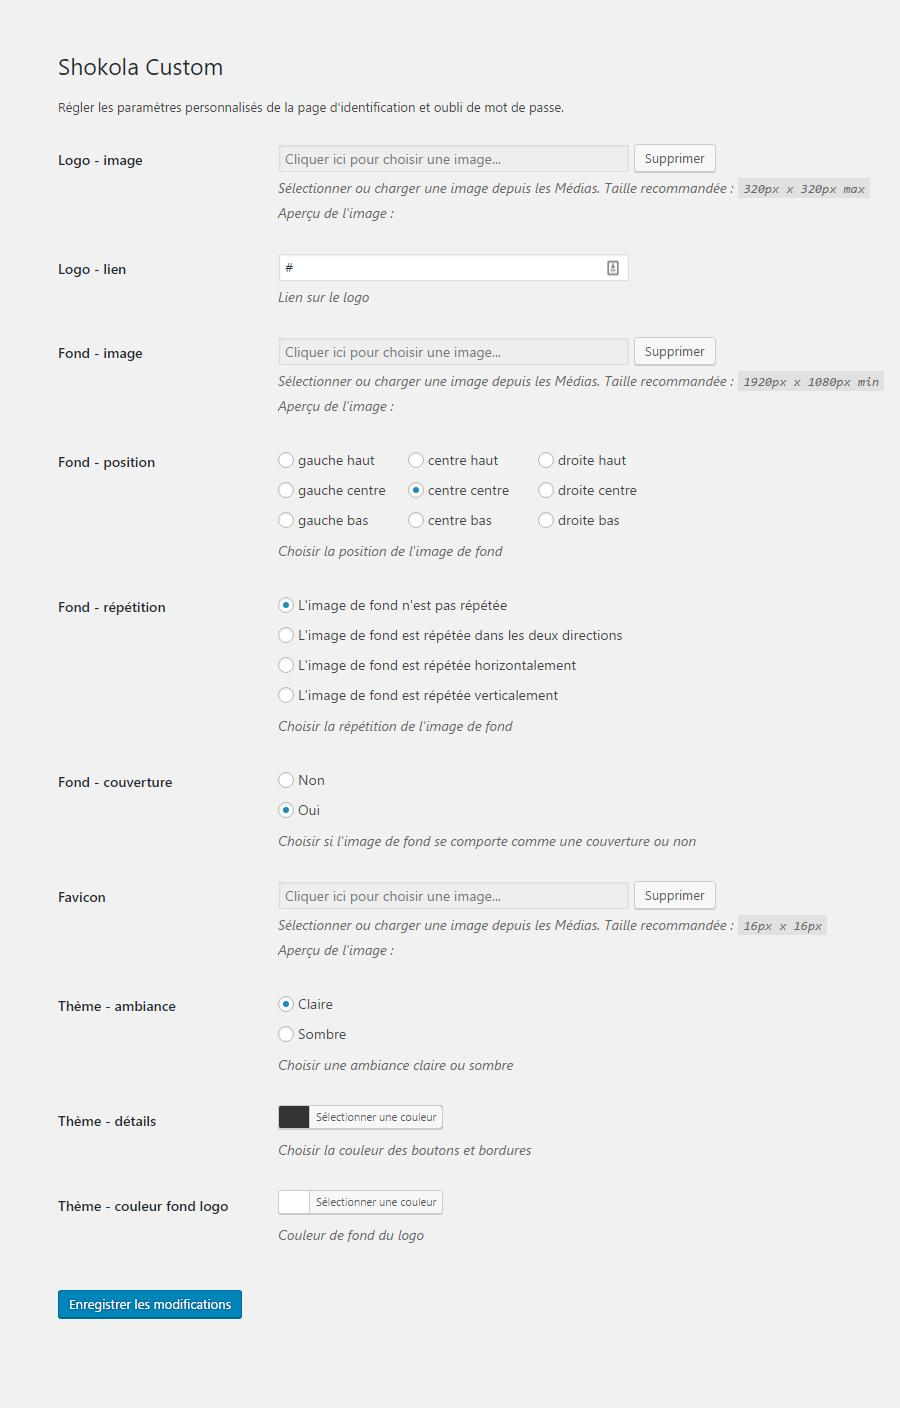 Shokola Custom
Régler les paramètres personnalisés de la page d'identification et oubli de mot de passe.
Logo - image
Cliquer ici pour choisir une image...
Supprimer
Sélectionner ou charger une image depuis les Médias. Taille recommandée : 320px x 320px max
Aperçu de l'image :
Logo - lien
#
Lien sur le logo
Fond - image
Cliquer ici pour choisir une image...
Supprimer
Sélectionner ou charger une image depuis les Médias. Taille recommandée : 1920px x 1080px min
Aperçu de l'image :
Fond - position
gauche haut centre haut droite haut
gauche centre centre centre droite centre
gauche bas centre bas droite bas
Choisir la position de l'image de fond
Fond - répétition
L'image de fond n'est pas répétée
L'image de fond est répétée dans les deux directions
L'image de fond est répétée horizontalement
L'image de fond est répétée verticalement
Choisir la répétition de l'image de fond
Fond - couverture
Non
Oui
Choisir si l'image de fond se comporte comme une couverture ou non
Favicon
Cliquer ici pour choisir une image...
Supprimer
Sélectionner ou charger une image depuis les Médias. Taille recommandée : 16px x 16px
Aperçu de l'image :
Thème - ambiance
Claire
Sombre
Choisir une ambiance claire ou sombre
Thème - détails
Sélectionner une couleur
Choisir la couleur des boutons et bordures
Thème - couleur fond logo
Sélectionner une couleur
Couleur de fond du logo
Enregistrer les modifications